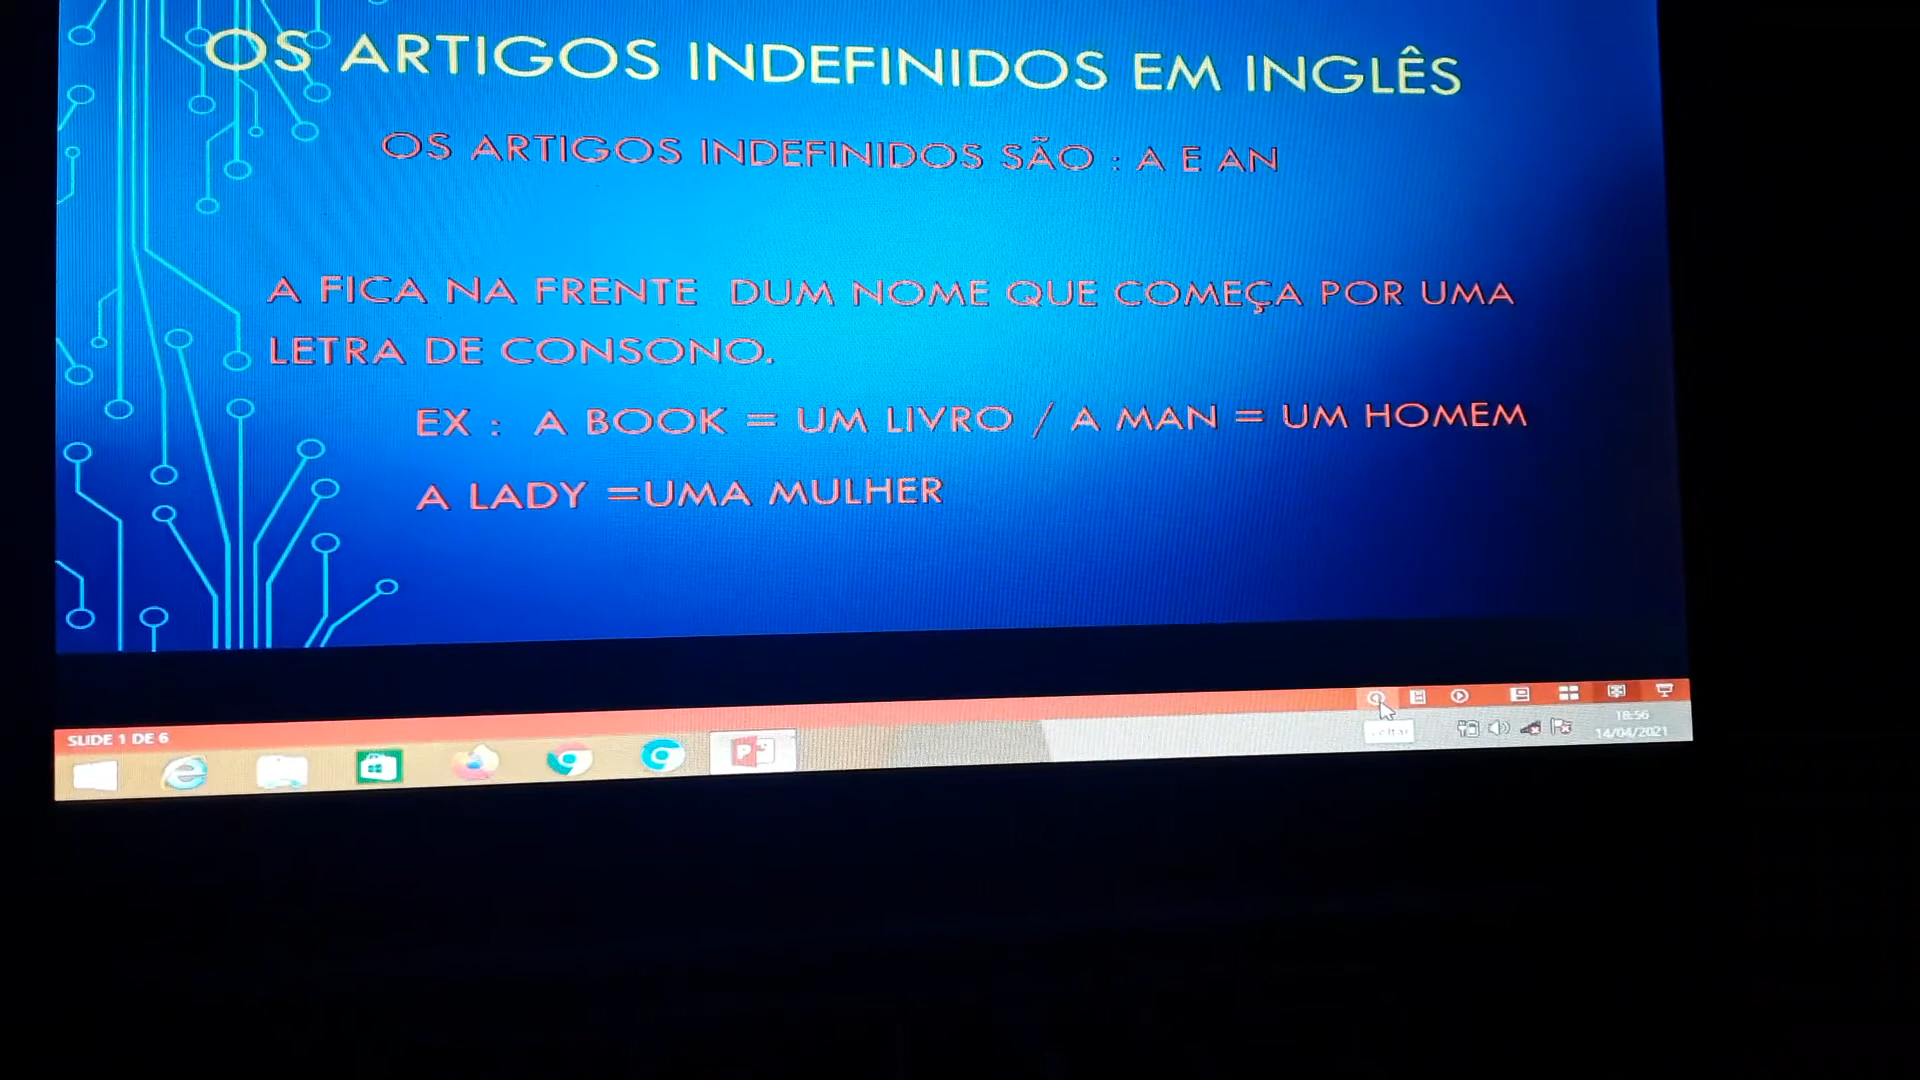 OS ARTIGOS INDEFINIDOS EM INGLÊS
OS ARTIGOS INDEFINIDOS SÃO : A E AN
A FICA NA FRENTE DUM NOME QUE COMEÇA POR UMA
LETRA DE CONSONO.
EX : A BOOK = UM LIVRO / A MAN = UM HOMEM
A LADY =UMA MULHER
SLIDE 1 DE 6
18:56
14/04/2021